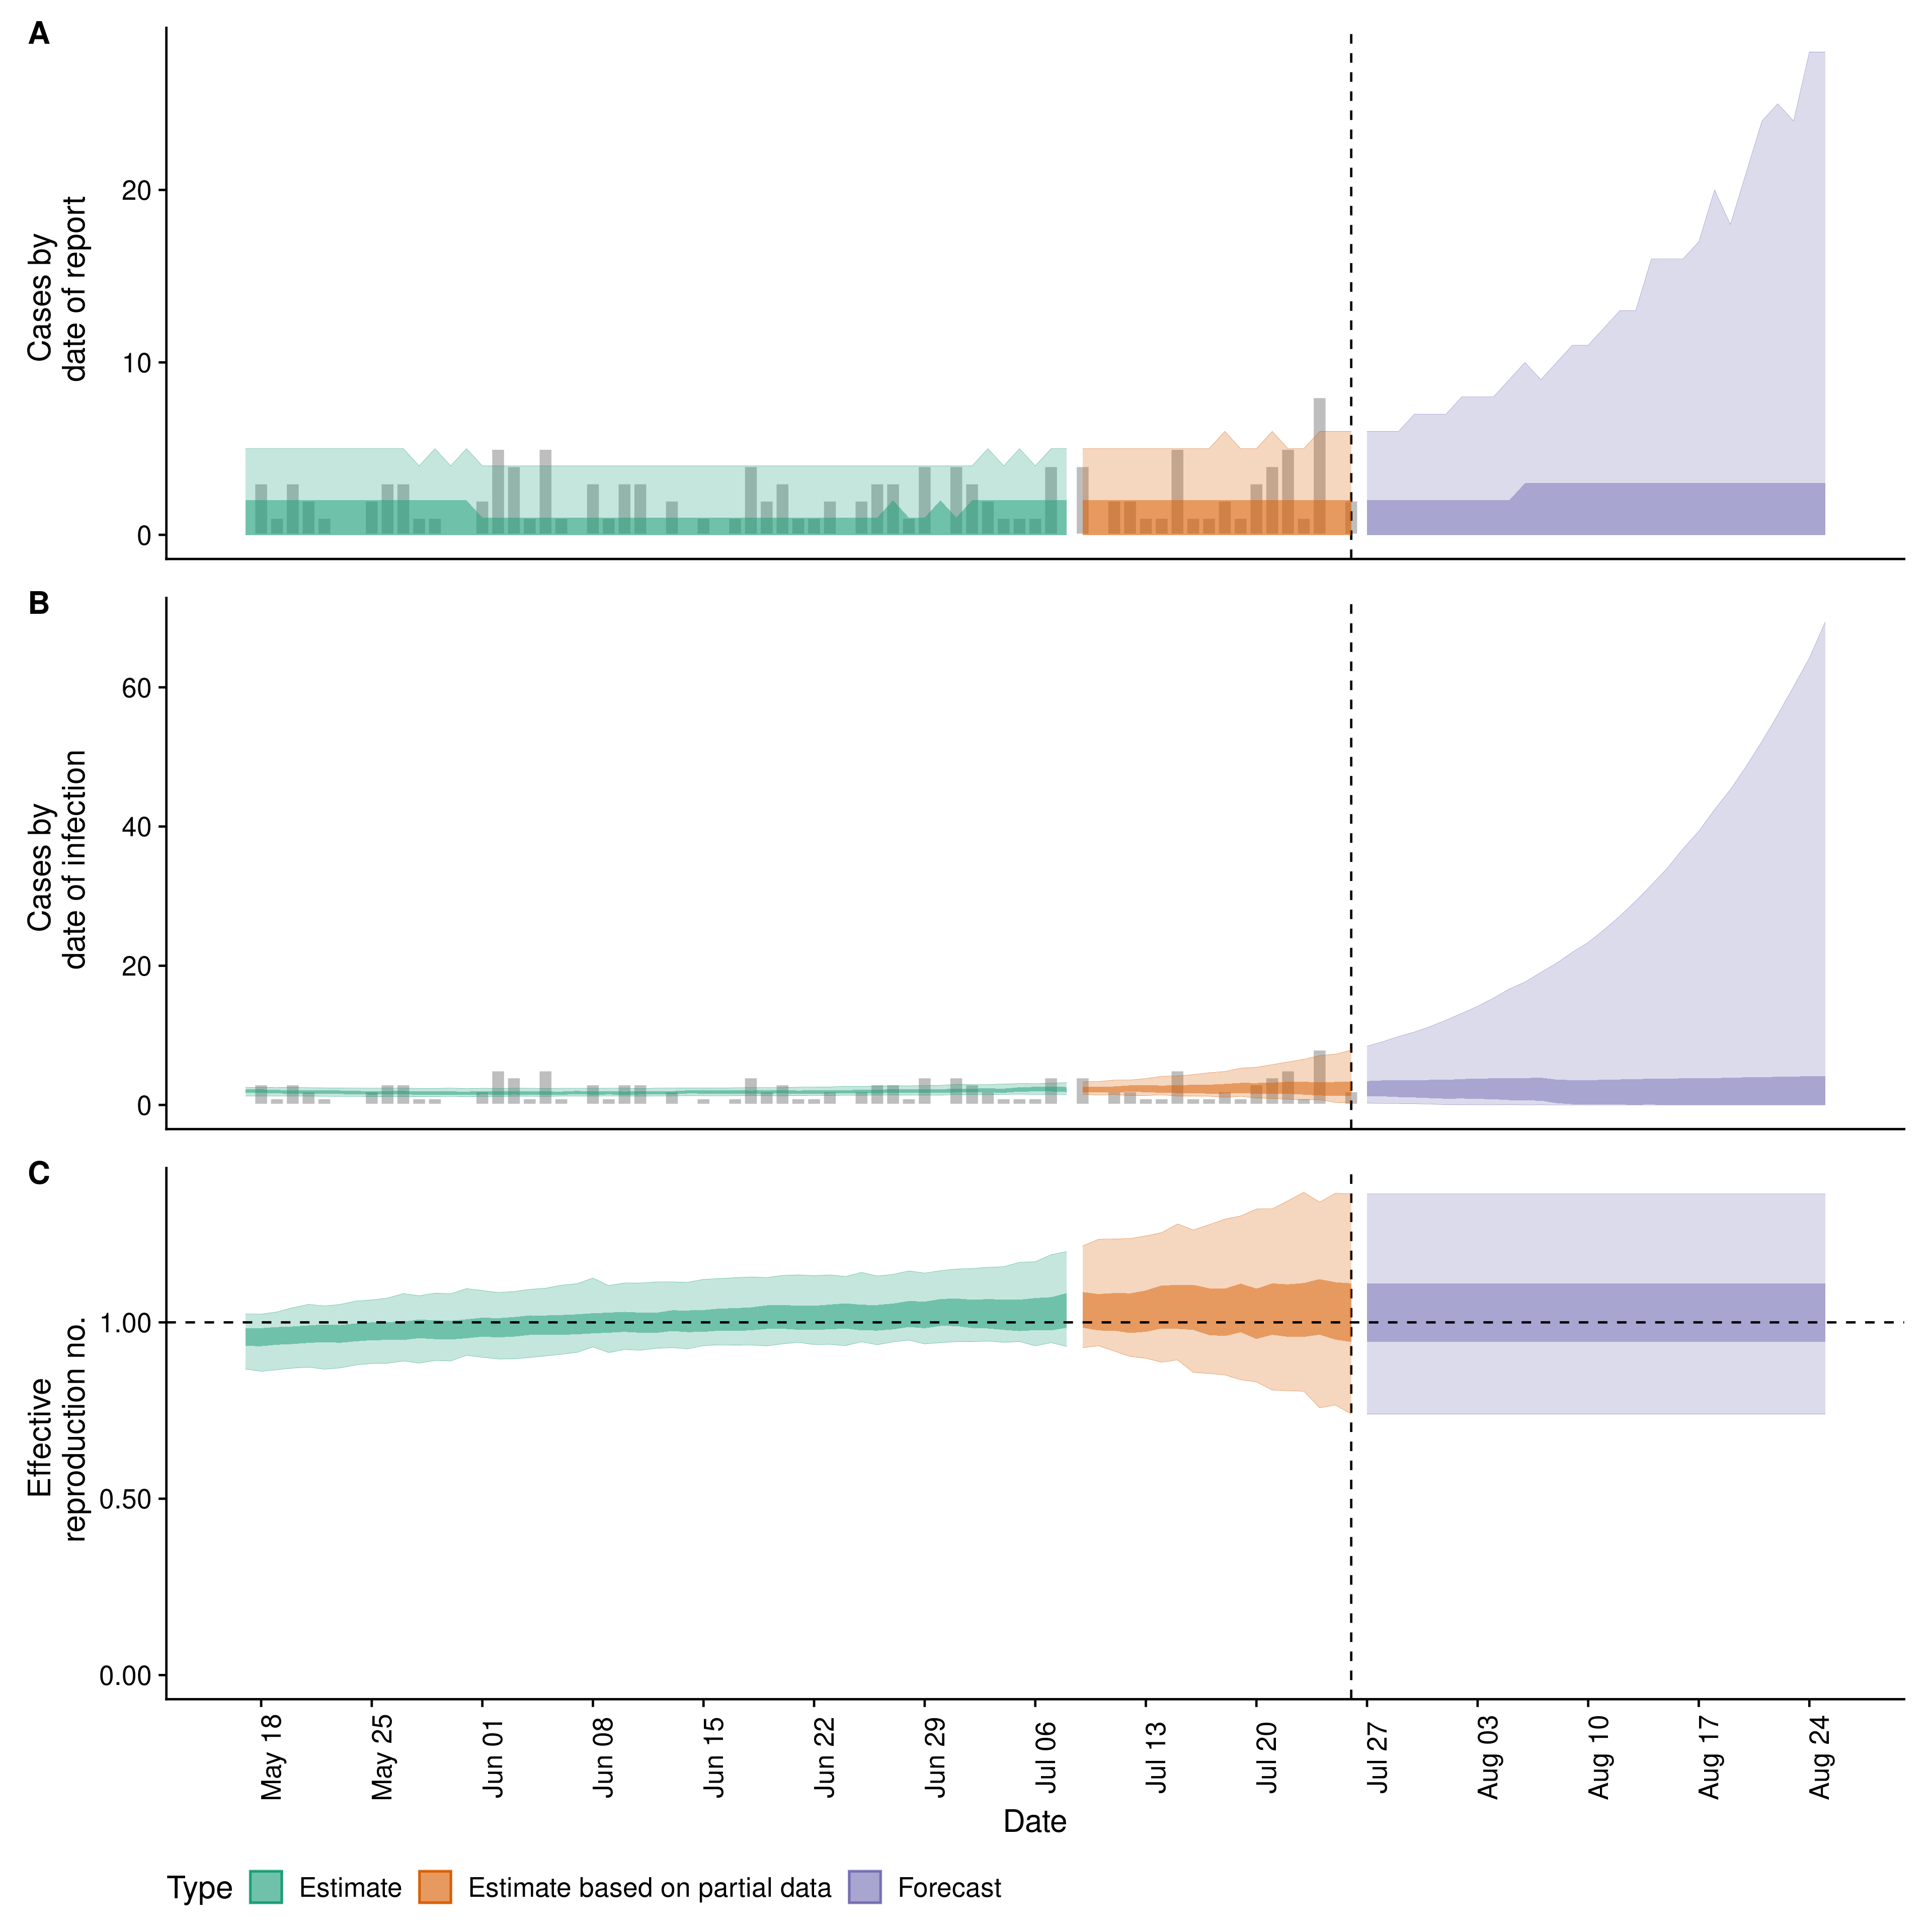 A
Cases by
date of report
20
10
0
B
Cases by
date of infection
60
40
20
0
C
Effective
reproduction no.
1.00
0.50
0.00
May 18
May 25
Jun 01
Jun 08
Jun 15
Jun 22
Jun 29
Jul 06
Jul 13
Jul 20
Jul 27
Aug 03
Aug 10
Aug 17
Aug 24
Date
Type Estimate Estimate based on partial data Forecast